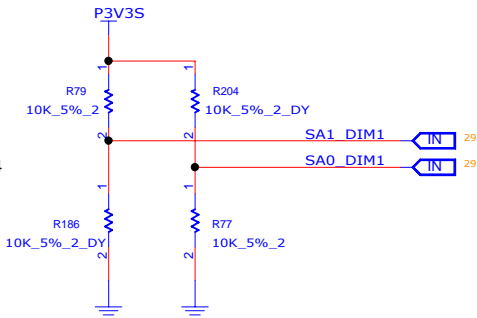 P3V3S
1
1
R79
R204
10K_5%_2
10K_5%_2_DY
2
2
SA1_DIM1
IN
29
SA0_DIM1
IN
29
1
1
R186
R77
10K_5%_2_DY
10K_5%_2
2
2